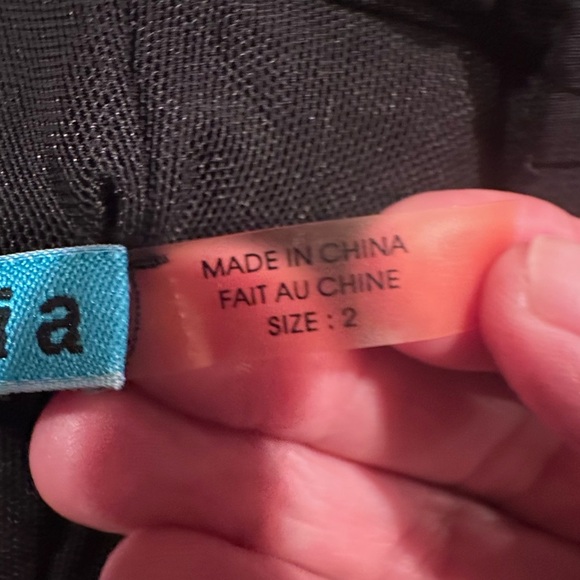 ia
MADE IN CHINA
FAIT AU CHINE
SIZE : 2